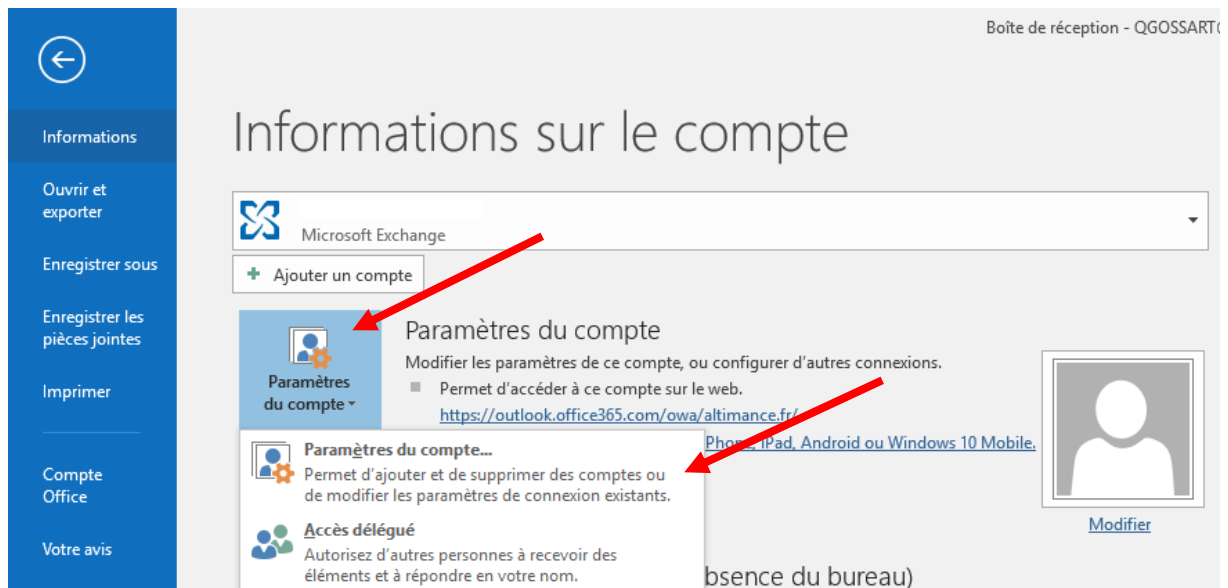 Boîte de réception - QGOSSART
Informations
Informations sur le compte
Ouvrir et
exporter
Microsoft Exchange
Enregistrer sous
Ajouter un compte
Enregistrer les
pièces jointes
Paramètres
du compte
Paramètres du compte
Modifier les paramètres de ce compte, ou configurer d'autres connexions.
Permet d'accéder à ce compte sur le web.
https://outlook.office365.com/owa/altimance.fr/
iPad, Android ou Windows 10 Mobile.
Imprimer
Paramètres du compte...
Permet d'ajouter et de supprimer des comptes ou
de modifier les paramètres de connexion existants.
Compte
Office
Accès délégué
Autorisez d'autres personnes à recevoir des
éléments et à répondre en votre nom.
Modifier
Votre avis
bsence du bureau)